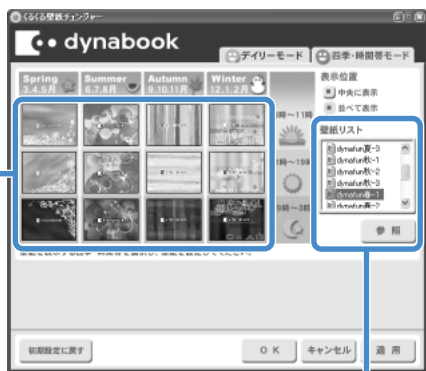 くるくる壁紙チェンジャー
dynabook
デイリーモード
四季・時間帯モード
Spring
3.4.5月
Summer
6.7.8月
Autumn
9.10.11月
Winter
12.1.2月
表示位置
中央に表示
並べて表示
壁紙リスト
dynafun夏-3
dynafun秋-1
dynafun秋-2
dynafun秋-3
dynafun春-1
参照
初期設定に戻す
OK
キャンセル
適用